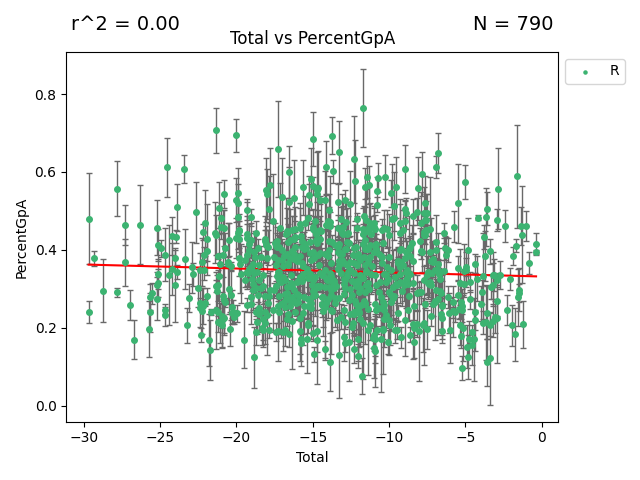 r^2 = 0.00
N = 790
Total vs PercentGpA
R
PercentGpA
0.8
0.6
0.4
0.2
0.0
−30
−25
−20
−15
−10
−5
0
Total